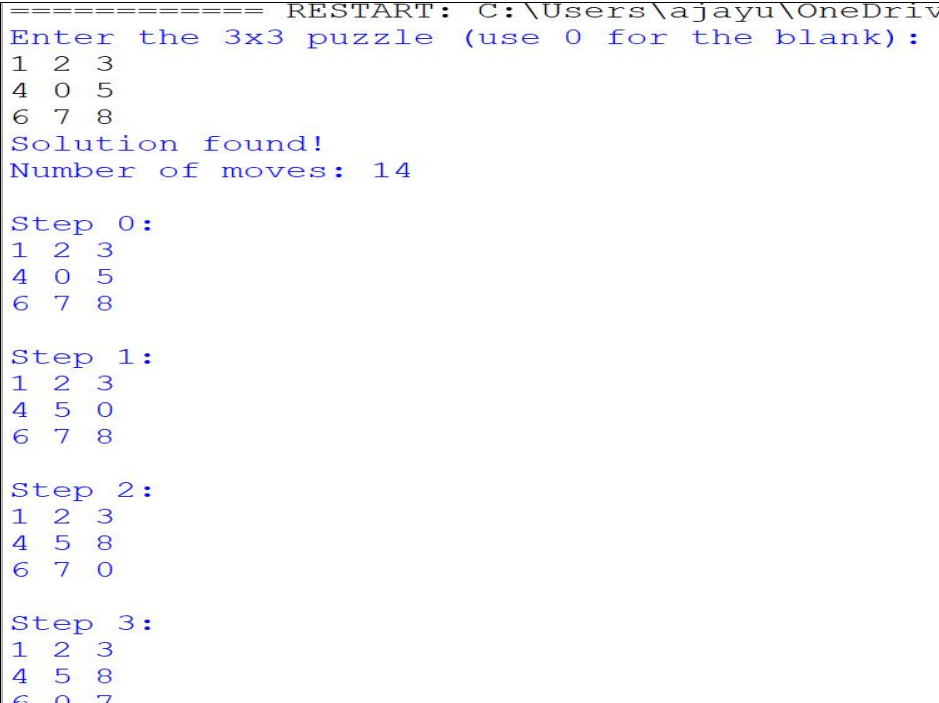 ============ RESTART: C:\Users\ajayu\OneDriv
Enter the 3x3 puzzle (use 0 for the blank):
1 2 3
4 0 5
6 7 8
Solution found!
Number of moves: 14
Step 0:
1 2 3
4 0 5
6 7 8
Step 1:
1 2 3
4 5 0
6 7 8
Step 2:
1 2 3
4 5 8
6 7 0
Step 3:
1 2 3
4 5 8
6 0 7